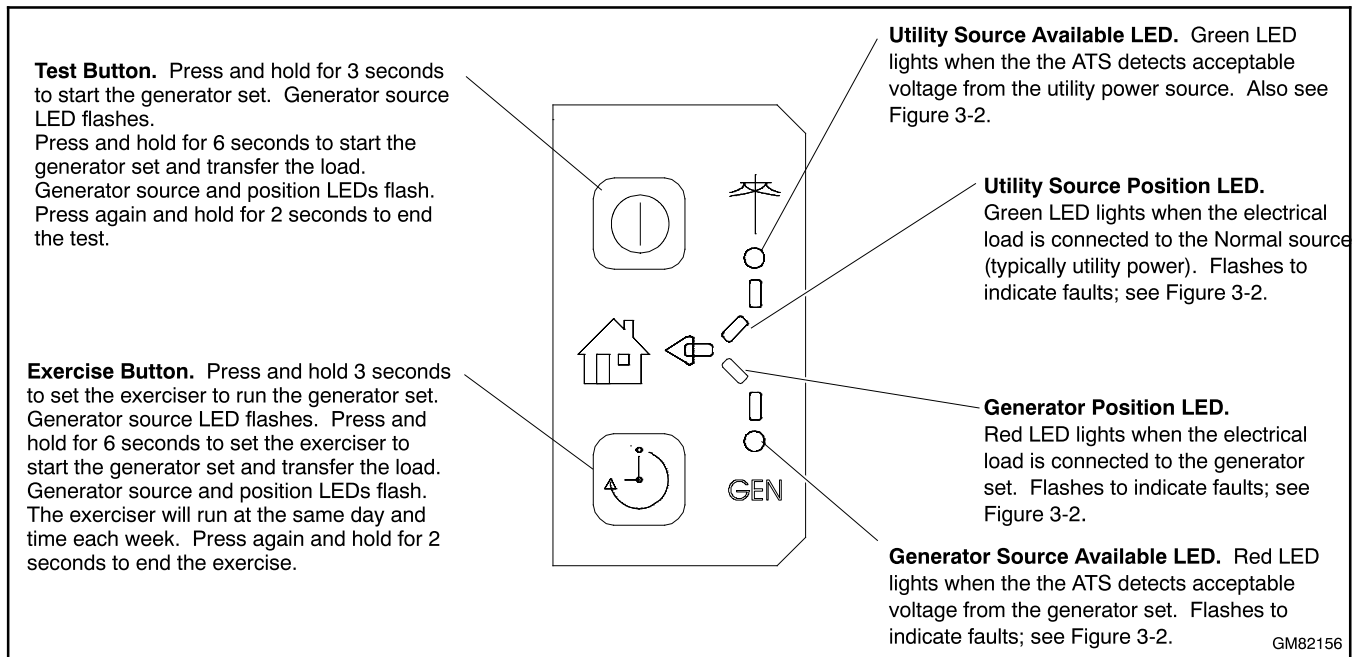 Test Button. Press and hold for 3 seconds
to start the generator set. Generator source
LED flashes.
Press and hold for 6 seconds to start the
generator set and transfer the load.
Generator source and position LEDs flash.
Press again and hold for 2 seconds to end
the test.
Exercise Button. Press and hold 3 seconds
to set the exerciser to run the generator set.
Generator source LED flashes. Press and
hold for 6 seconds to set the exerciser to
start the generator set and transfer the load.
Generator source and position LEDs flash.
The exerciser will run at the same day and
time each week. Press again and hold for 2
seconds to end the exercise.
GEN
Utility Source Available LED. Green LED
lights when the the ATS detects acceptable
voltage from the utility power source. Also see
Figure 3-2.
Utility Source Position LED.
Green LED lights when the electrical
load is connected to the Normal source
(typically utility power). Flashes to
indicate faults; see Figure 3-2.
Generator Position LED.
Red LED lights when the electrical
load is connected to the generator
set. Flashes to indicate faults; see
Figure 3-2.
Generator Source Available LED. Red LED
lights when the the ATS detects acceptable
voltage from the generator set. Flashes to
indicate faults; see Figure 3-2.
GM82156